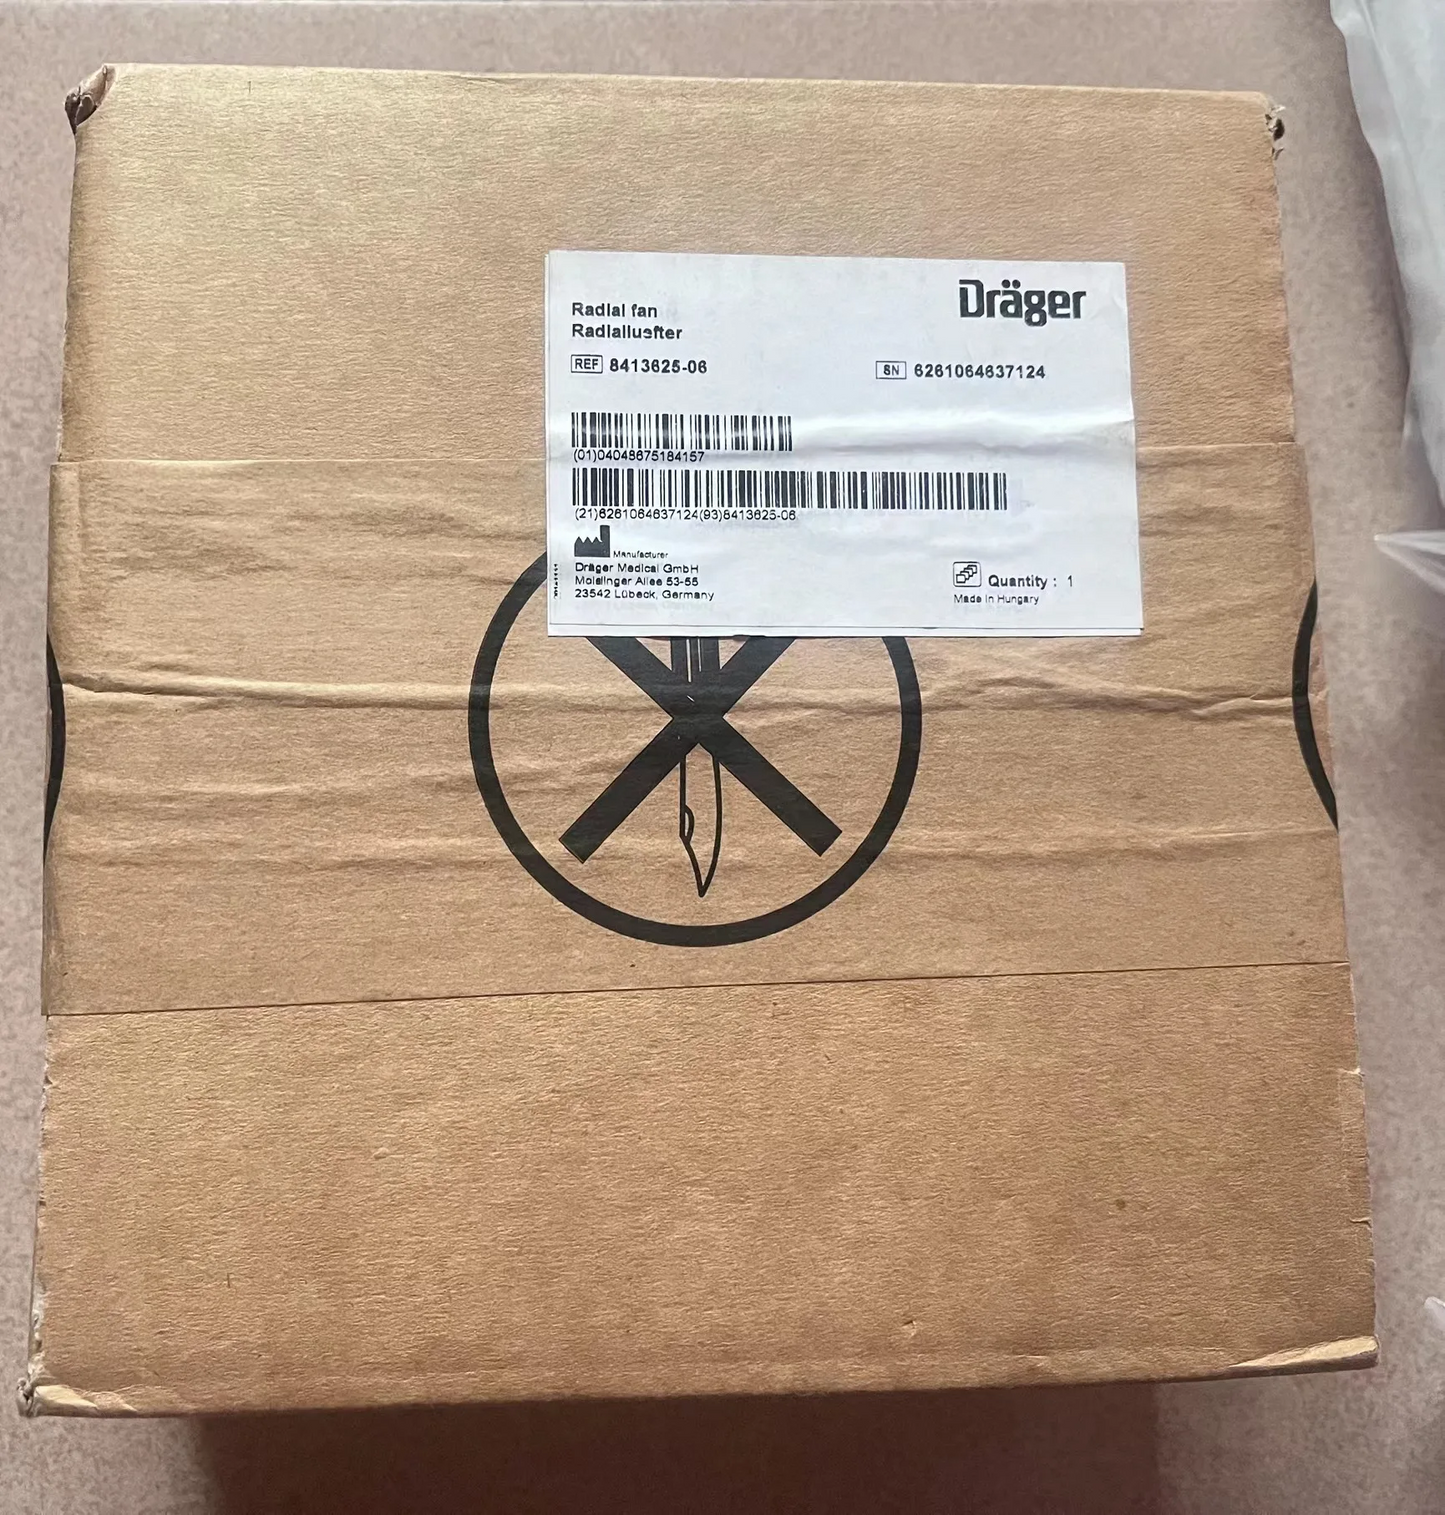 Dräger
Radial fan
Radialluefter
REF 8413625-06
SN 6261064637124
(01)04048675184157
(21)6261064637124(93)8413625-06
Manufacturer
Dräger Medical GmbH
Moislinger Allee 53-55
23542 Lübeck, Germany
Quantity : 1
Made in Hungary